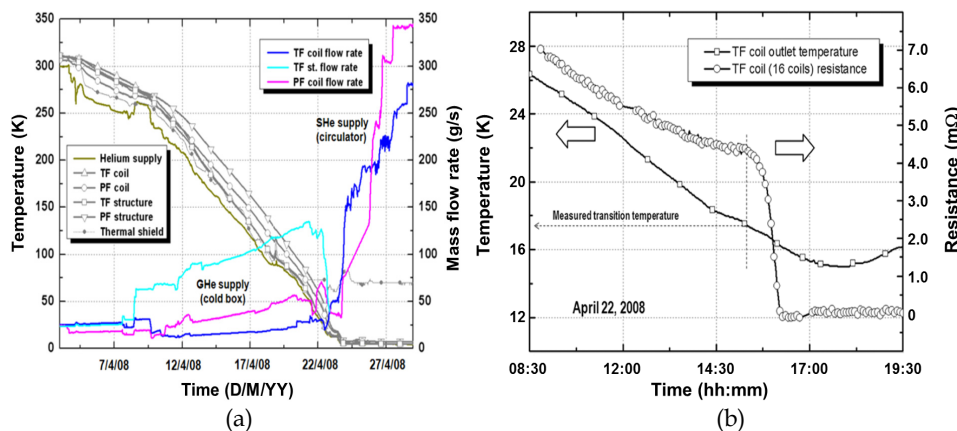 350
300
250
200
150
100
50
0
Temperature (K)
7/4/08
12/4/08
17/4/08
22/4/08
27/4/08
Time (D/M/YY)
350
300
250
200
150
100
50
0
Mass flow rate (g/s)
TF coil flow rate
TF st. flow rate
PF coil flow rate
SHe supply
(circulator)
Helium supply
TF coil
PF coil
TF structure
PF structure
Thermal shield
GHe supply
(cold box)
(a)
28
26
24
22
20
18
16
14
12
Temperature (K)
TF coil outlet temperature
TF coil (16 coils) resistance
Measured transition temperature
April 22, 2008
08:30
12:00
14:30
17:00
19:30
Time (hh:mm)
7.0
6.0
5.0
4.0
3.0
2.0
1.0
0
Resistance (mΩ)
(b)